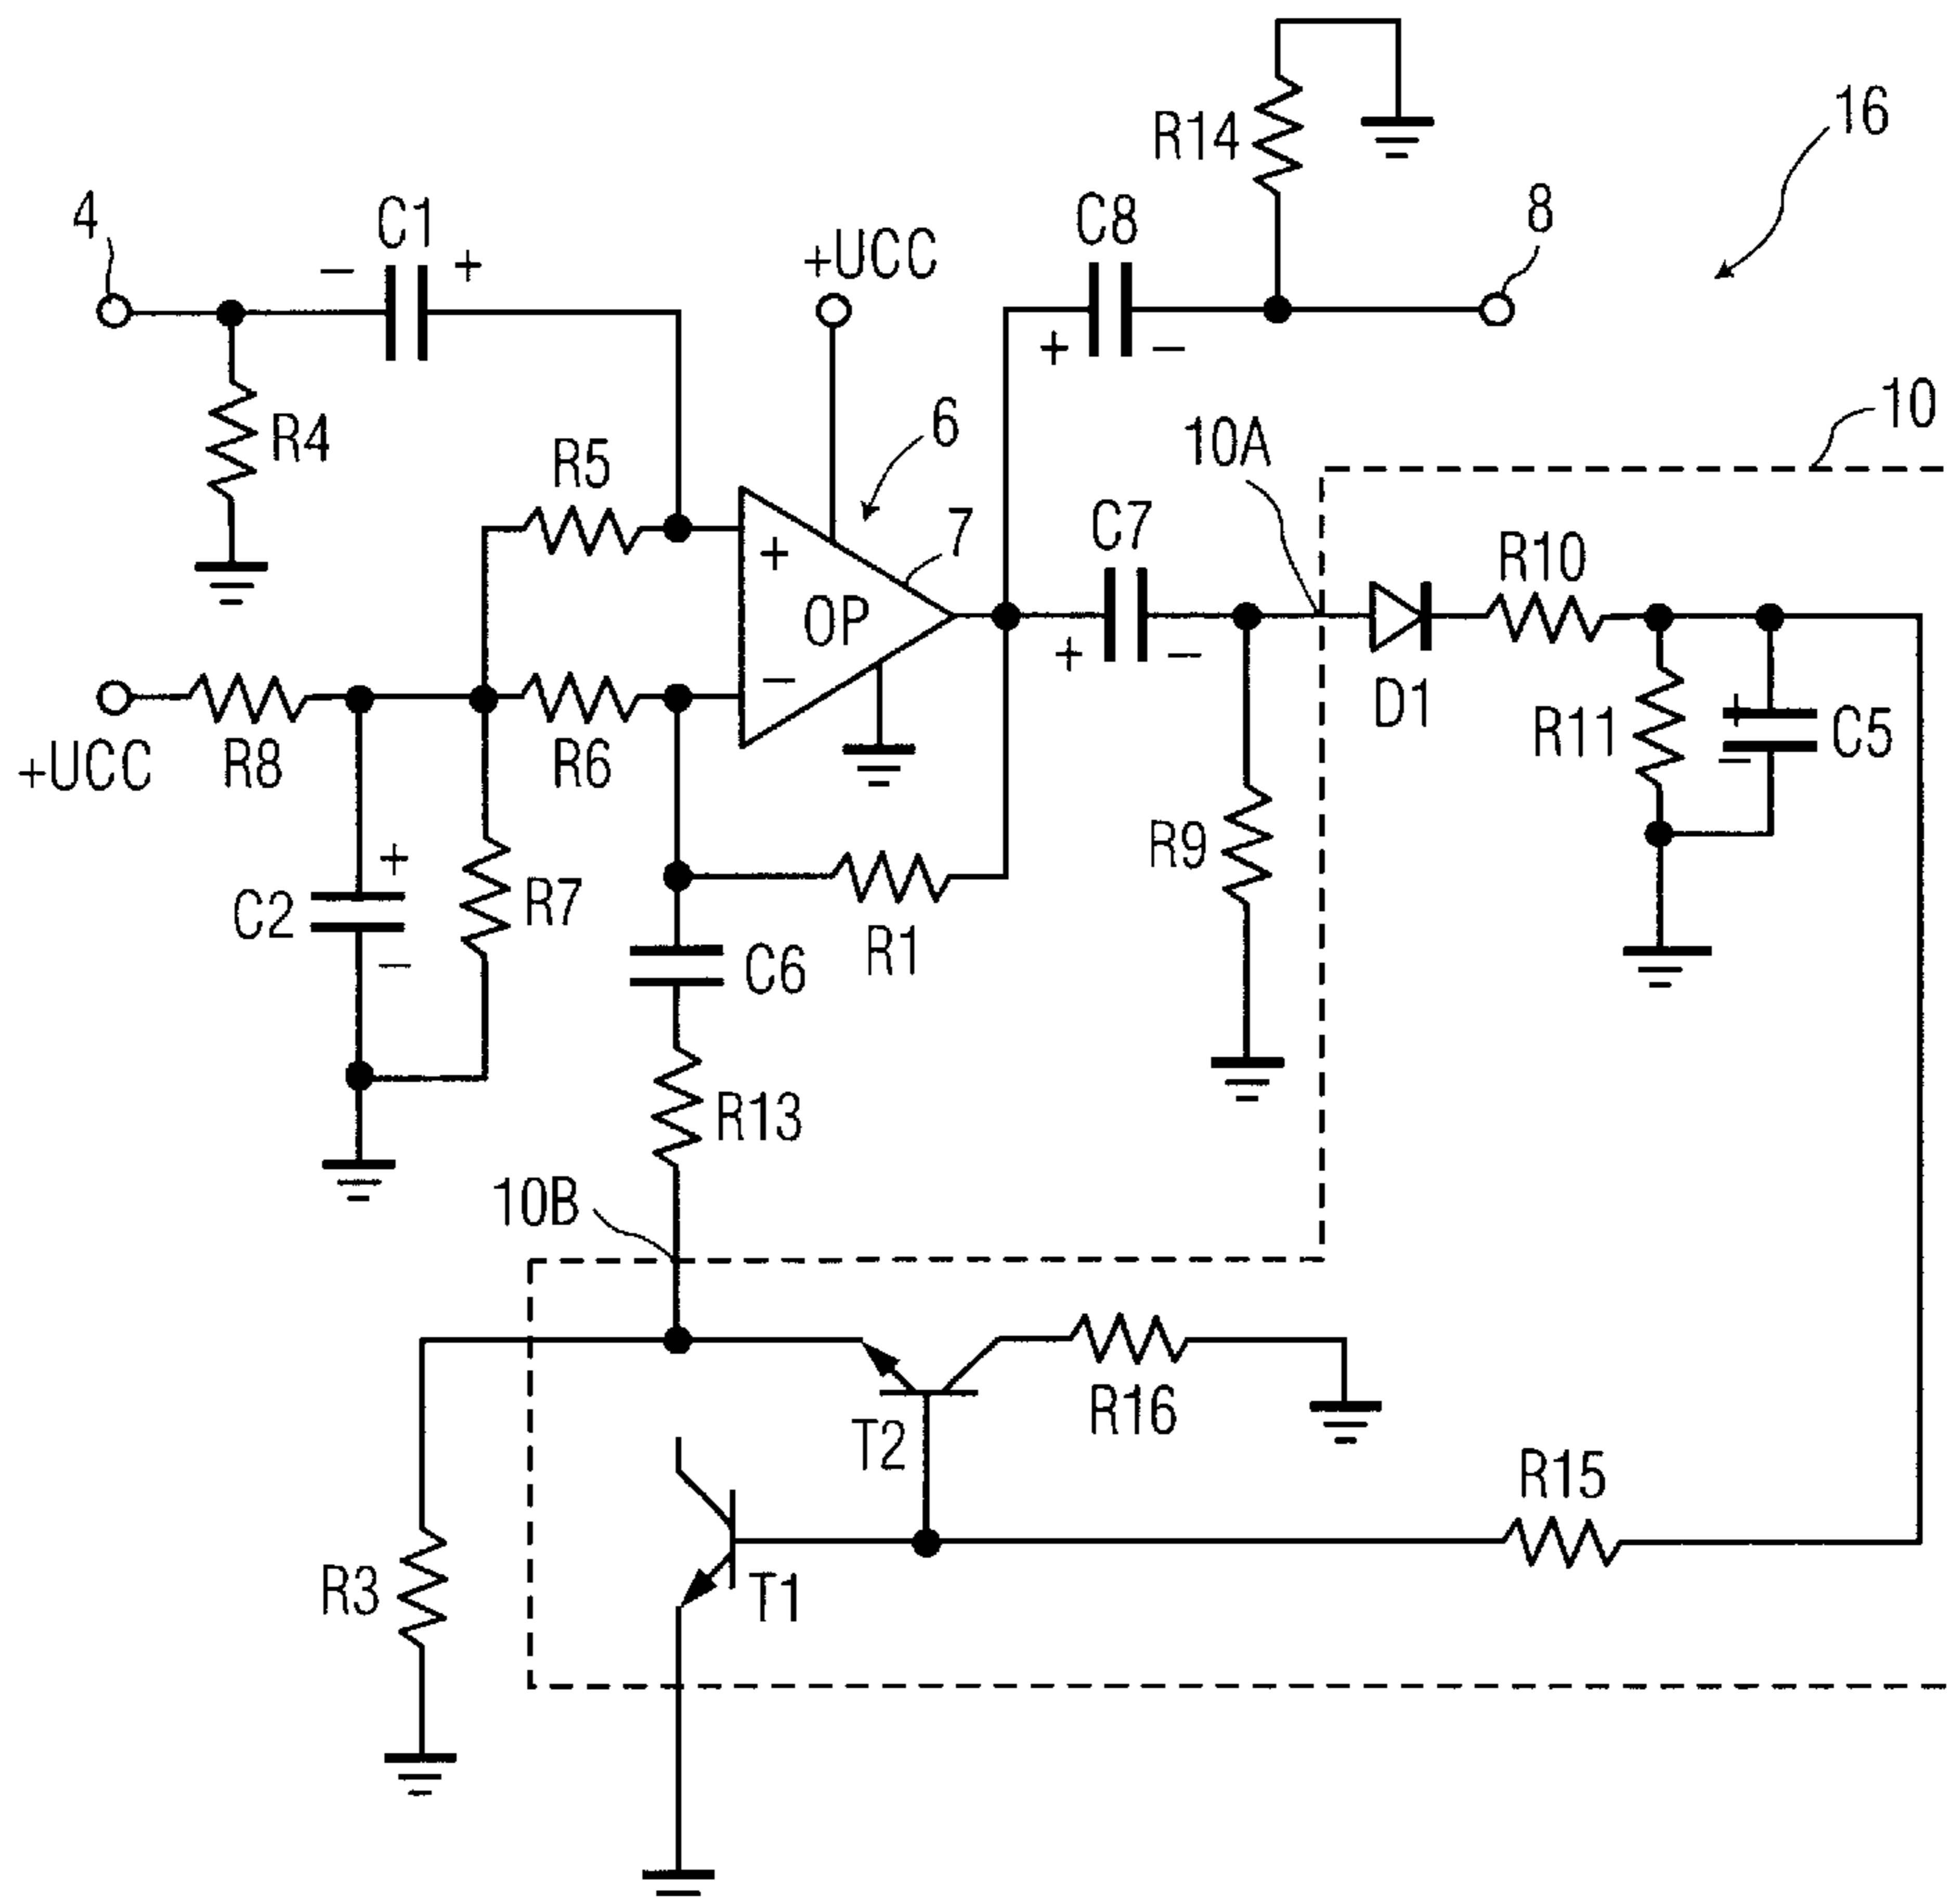 R14
16
4
C1
C8
8
− +
+UCC
+ −
R4
10
R5
6
10A
7
C7
R10
+
OP
−
+ −
D1
R11
+
−
C5
+UCC
R8
R6
R9
+
C2
−
R7
R1
C6
R13
10B
R16
T2
R15
R3
T1